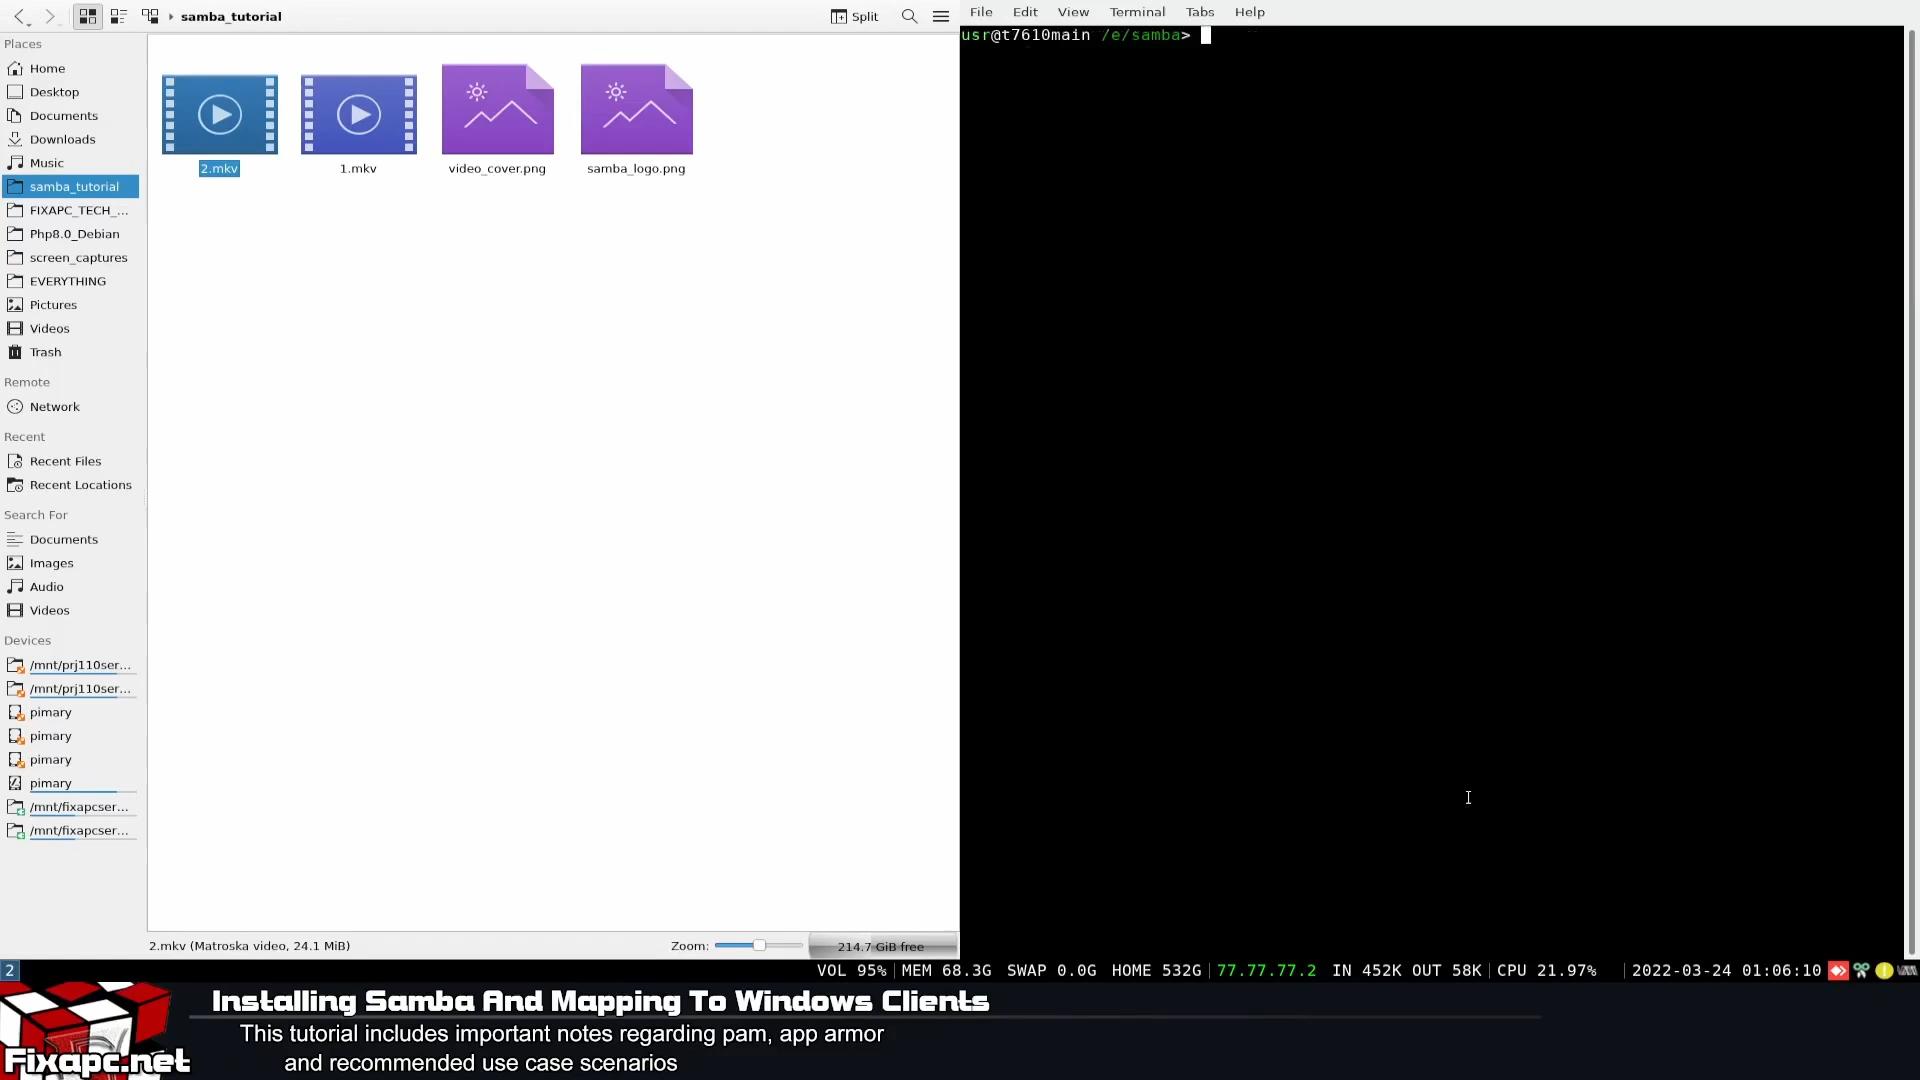 samba_tutorial
Split
Places
Home
Desktop
Documents
Downloads
Music
samba_tutorial
FIXAPC_TECH_...
Php8.0_Debian
screen_captures
EVERYTHING
Pictures
Videos
Trash
Remote
Network
Recent
Recent Files
Recent Locations
Search For
Documents
Images
Audio
Videos
Devices
/mnt/prj110ser...
/mnt/prj110ser...
pimary
pimary
pimary
pimary
/mnt/fixapcser...
/mnt/fixapcser...
2.mkv
1.mkv
video_cover.png
samba_logo.png
2.mkv (Matroska video, 24.1 MiB)
Zoom:
214.7 GiB free
File Edit View Terminal Tabs Help
usr@t7610main /e/samba>
2
VOL 95% MEM 68.3G SWAP 0.0G HOME 532G 77.77.77.2 IN 452K OUT 58K CPU 21.97% 2022-03-24 01:06:10
Installing Samba And Mapping To Windows Clients
This tutorial includes important notes regarding pam, app armor
and recommended use case scenarios
Fixapc.net